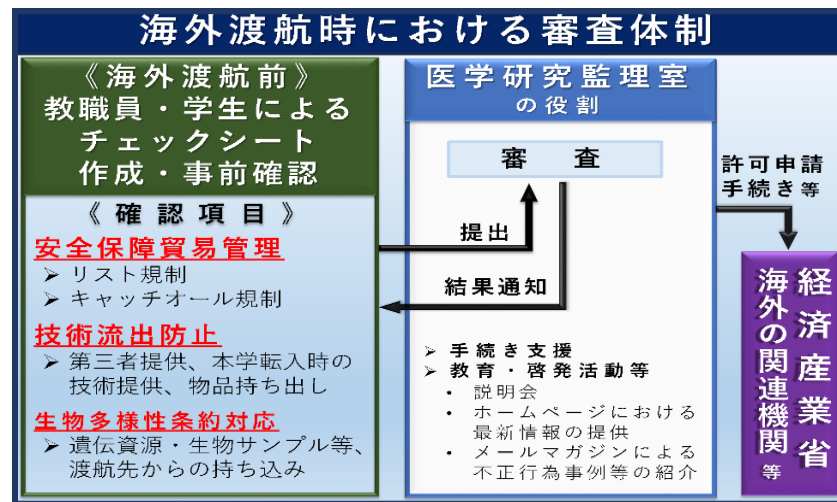 海外渡航時における審査体制
《海外渡航前》
教職員・学生による
チェックシート
作成・事前確認
《確認項目》
安全保障貿易管理
➢ リスト規制
➢ キャッチオール規制
技術流出防止
➢ 第三者提供、本学転入時の
技術提供、物品持ち出し
生物多様性条約対応
➢ 遺伝資源・生物サンプル等、
渡航先からの持ち込み
医学研究監理室
の役割
審 査
提出
結果通知
➢ 手続き支援
➢ 教育・啓発活動等
• 説明会
• ホームページにおける
最新情報の提供
• メールマガジンによる
不正行為事例等の紹介
許可申請
手続き等
経済産業省
海外の関連機関等